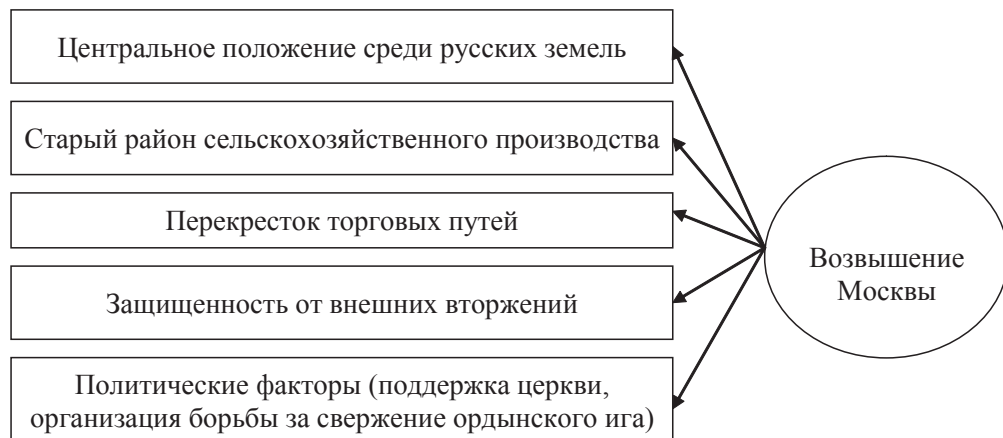 Центральное положение среди русских земель
Старый район сельскохозяйственного производства
Перекресток торговых путей
Защищенность от внешних вторжений
Политические факторы (поддержка церкви,
организация борьбы за свержение ордынского ига)
Возвышение
Москвы